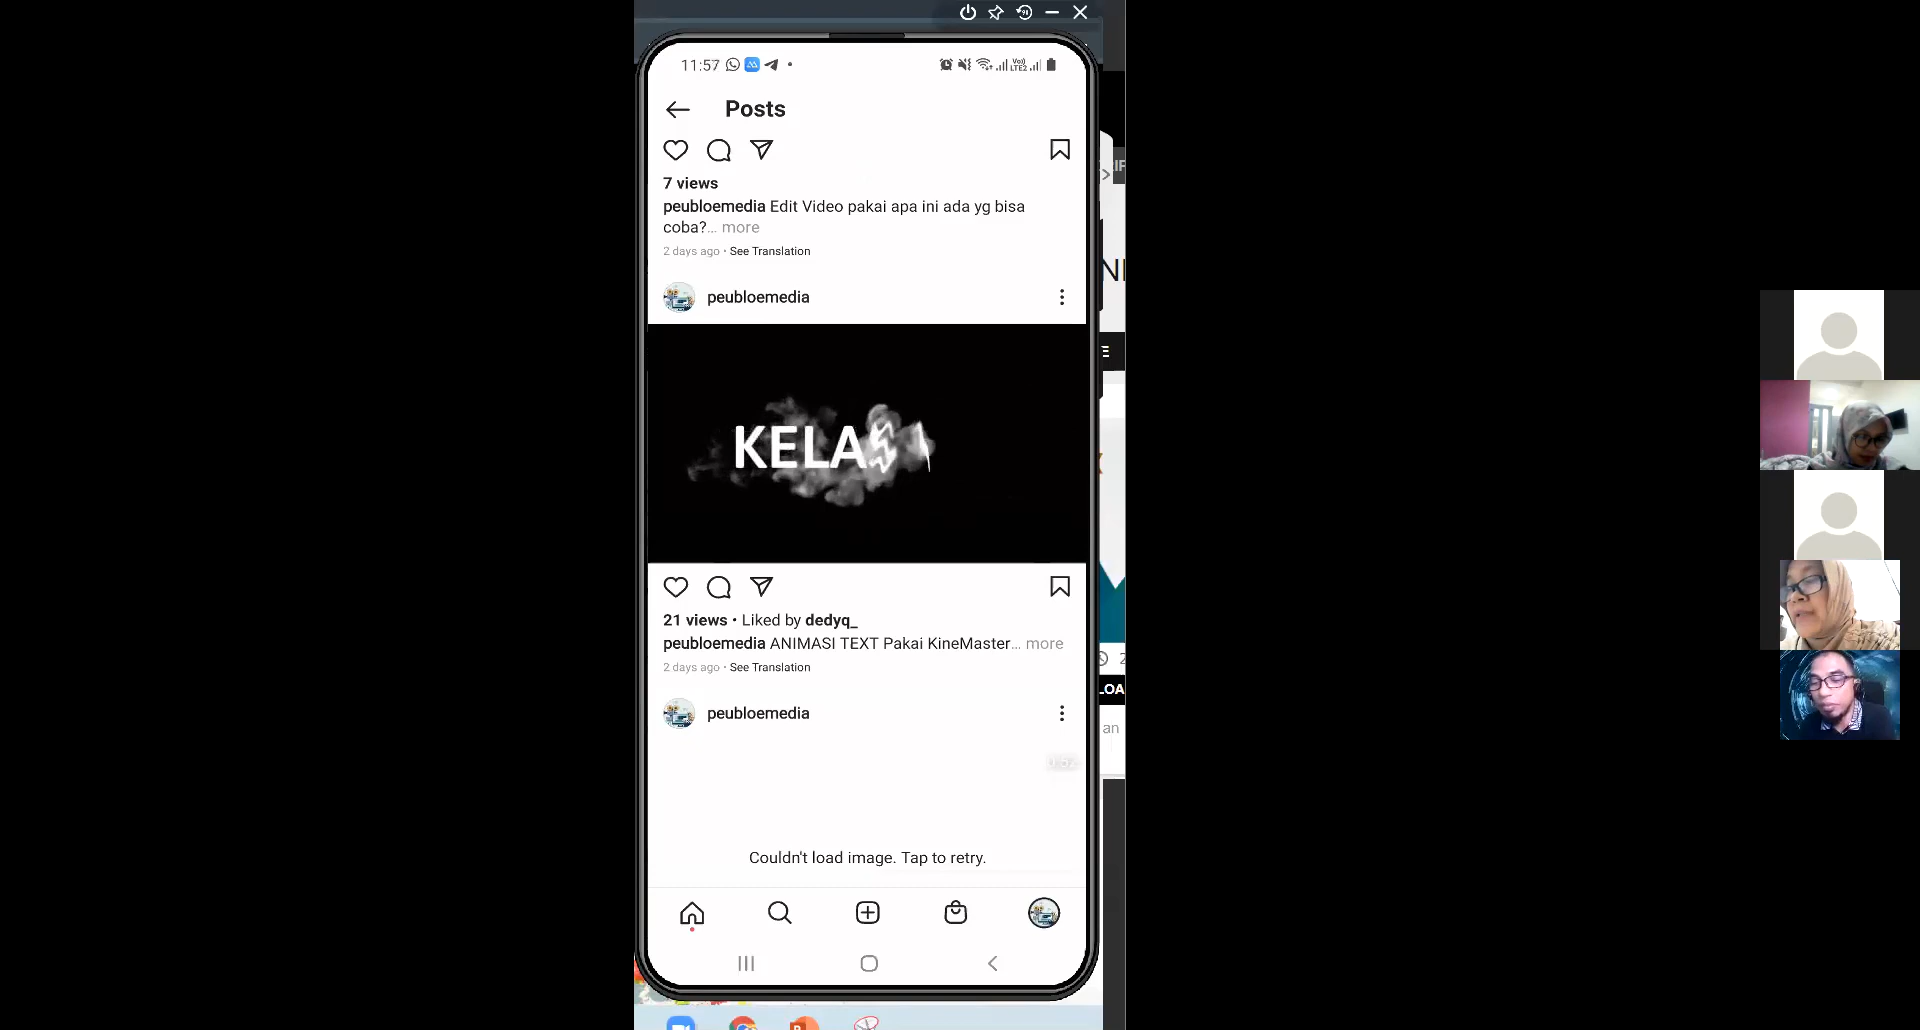 11:57
Posts
7 views
peubloemedia Edit Video pakai apa ini ada yg bisa
coba?... more
2 days ago • See Translation
peubloemedia
KELAS
21 views • Liked by dedyq_
peubloemedia ANIMASI TEXT Pakai KineMaster... more
2 days ago • See Translation
peubloemedia
Couldn't load image. Tap to retry.
an